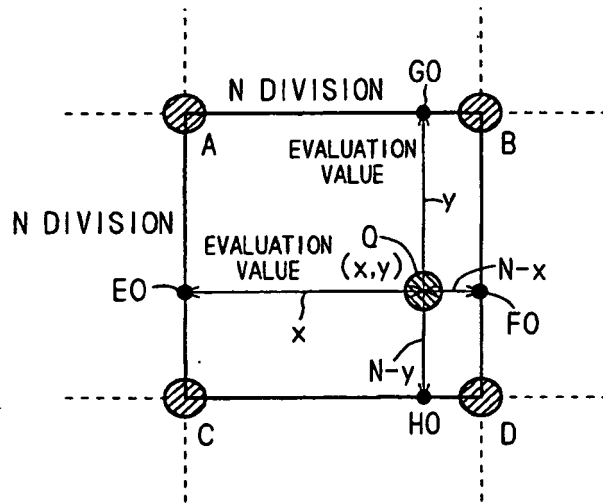 GO
N DIVISION
A
B
EVALUATION
VALUE
y
N DIVISION
EVALUATION
VALUE
Q
(x,y)
N-x
EO
x
FO
N-y
C
HO
D